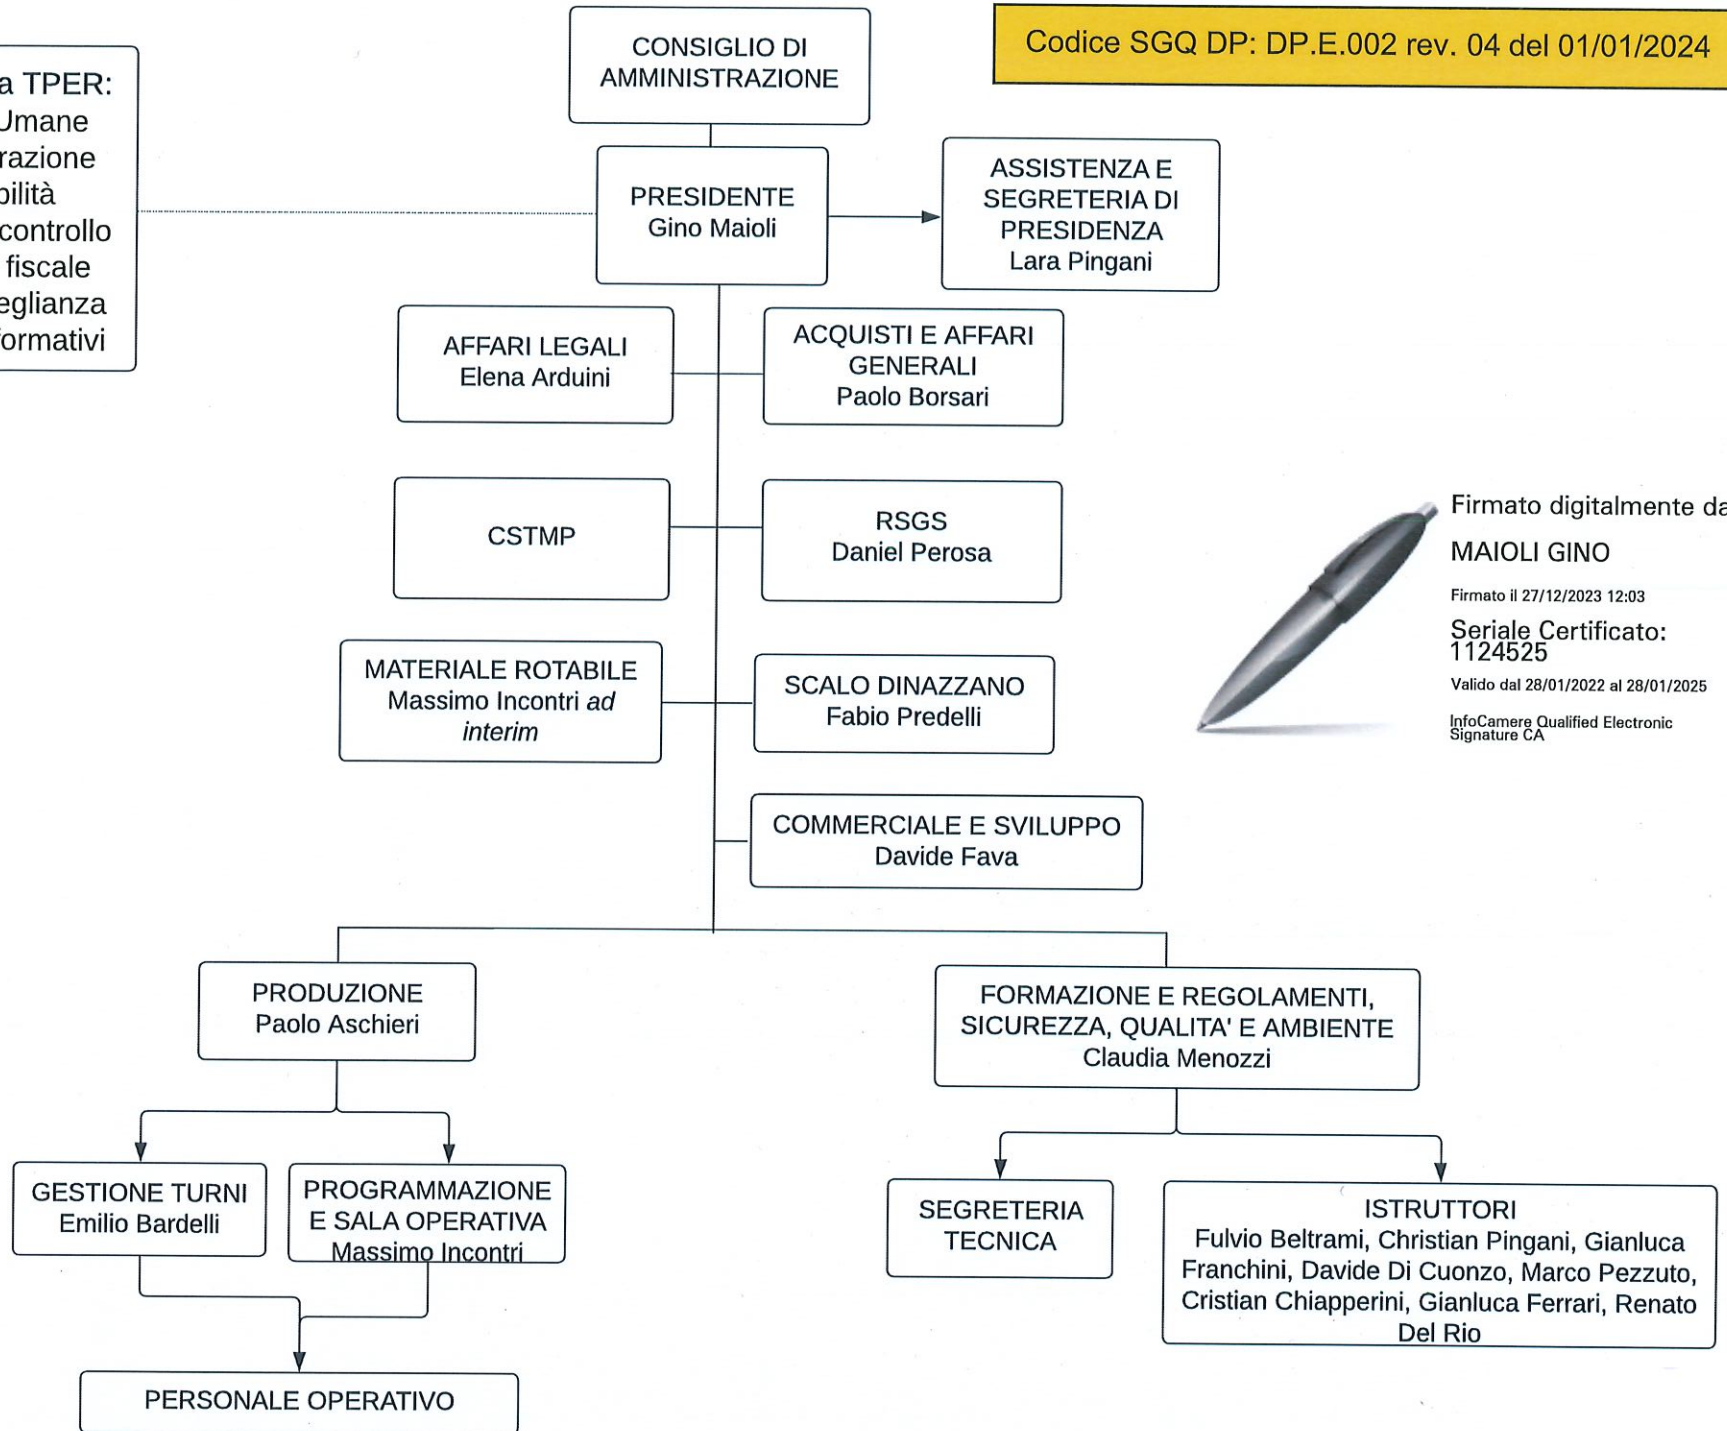 CONSIGLIO DI
AMMINISTRAZIONE
Codice SGQ DP: DP.E.002 rev. 04 del 01/01/2024
a TPER:
Umane
razione
bilità
controllo
fiscale
eglianza
formativi
PRESIDENTE
Gino Maioli
ASSISTENZA E
SEGRETERIA DI
PRESIDENZA
Lara Pingani
AFFARI LEGALI
Elena Arduini
ACQUISTI E AFFARI
GENERALI
Paolo Borsari
CSTMP
RSGS
Daniel Perosa
Firmato digitalmente da
MAIOLI GINO
Firmato il 27/12/2023 12:03
Seriale Certificato:
1124525
Valido dal 28/01/2022 al 28/01/2025
InfoCamere Qualified Electronic
Signature CA
MATERIALE ROTABILE
Massimo Incontri ad
interim
SCALO DINAZZANO
Fabio Predelli
COMMERCIALE E SVILUPPO
Davide Fava
PRODUZIONE
Paolo Aschieri
FORMAZIONE E REGOLAMENTI,
SICUREZZA, QUALITA' E AMBIENTE
Claudia Menozzi
GESTIONE TURNI
Emilio Bardelli
PROGRAMMAZIONE
E SALA OPERATIVA
Massimo Incontri
SEGRETERIA
TECNICA
ISTRUTTORI
Fulvio Beltrami, Christian Pingani, Gianluca
Franchini, Davide Di Cuonzo, Marco Pezzuto,
Cristian Chiapperini, Gianluca Ferrari, Renato
Del Rio
PERSONALE OPERATIVO